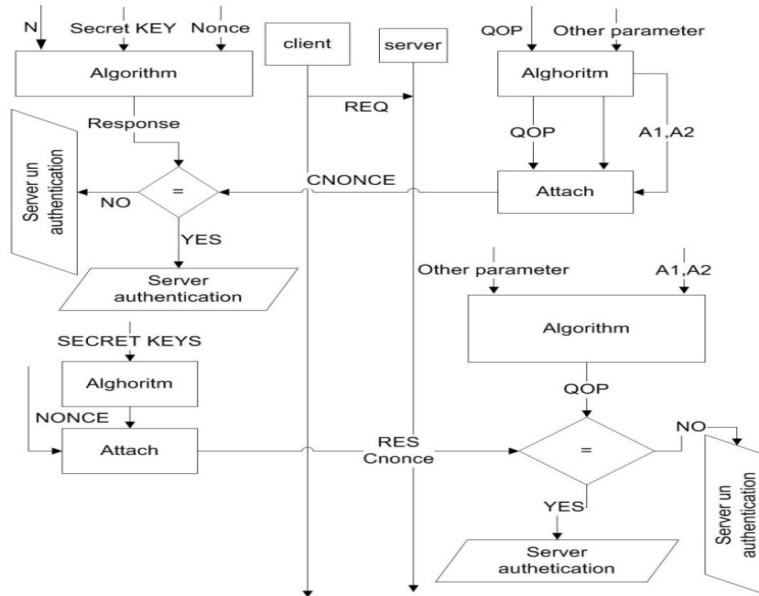 N
Secret KEY
Nonce
Algorithm
Response
=
NO
Server un
authentication
YES
Server
authentication
client
server
REQ
QOP
Other parameter
Alghoritm
QOP
A1,A2
Attach
CNONCE
SECRET KEYS
Alghoritm
NONCE
Attach
RES
Cnonce
Other parameter
A1,A2
Algorithm
QOP
=
NO
Server un
authentication
YES
Server
authetication